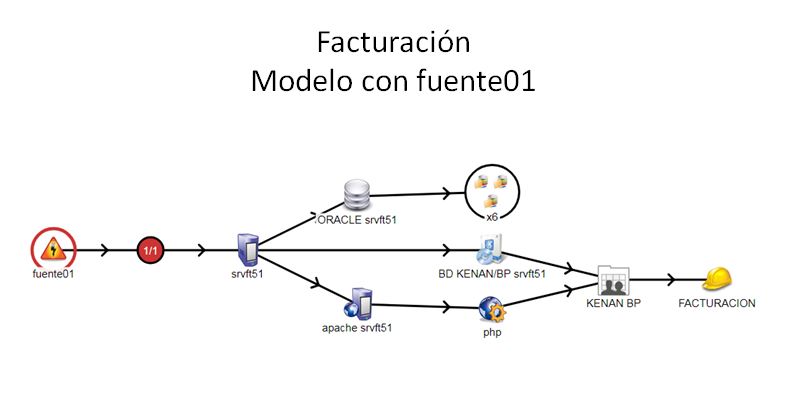 Facturación
Modelo con fuente01
ORACLE srvft51
x6
1/1
fuente01
srvft51
BD KENAN/BP srvft51
KENAN BP
FACTURACION
apache srvft51
php